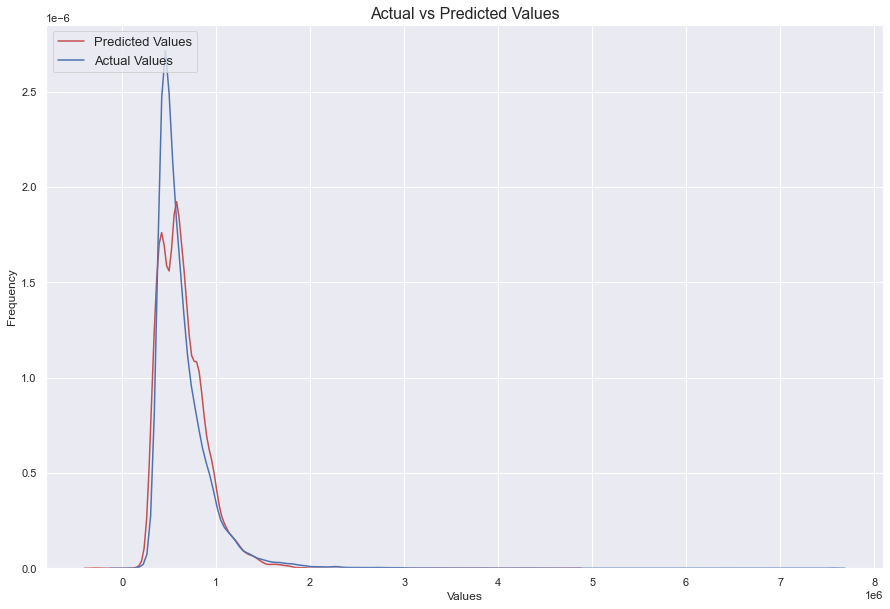 Actual vs Predicted Values
1e−6
Predicted Values
Actual Values
2.5
2.0
1.5
1.0
0.5
0.0
Frequency
0 1 2 3 4 5 6 7 8
1e6
Values